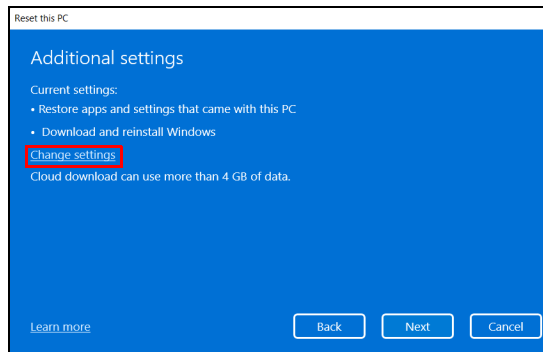 Reset this PC
Additional settings
Current settings:
• Restore apps and settings that came with this PC
• Download and reinstall Windows
Change settings
Cloud download can use more than 4 GB of data.
Learn more
Back
Next
Cancel